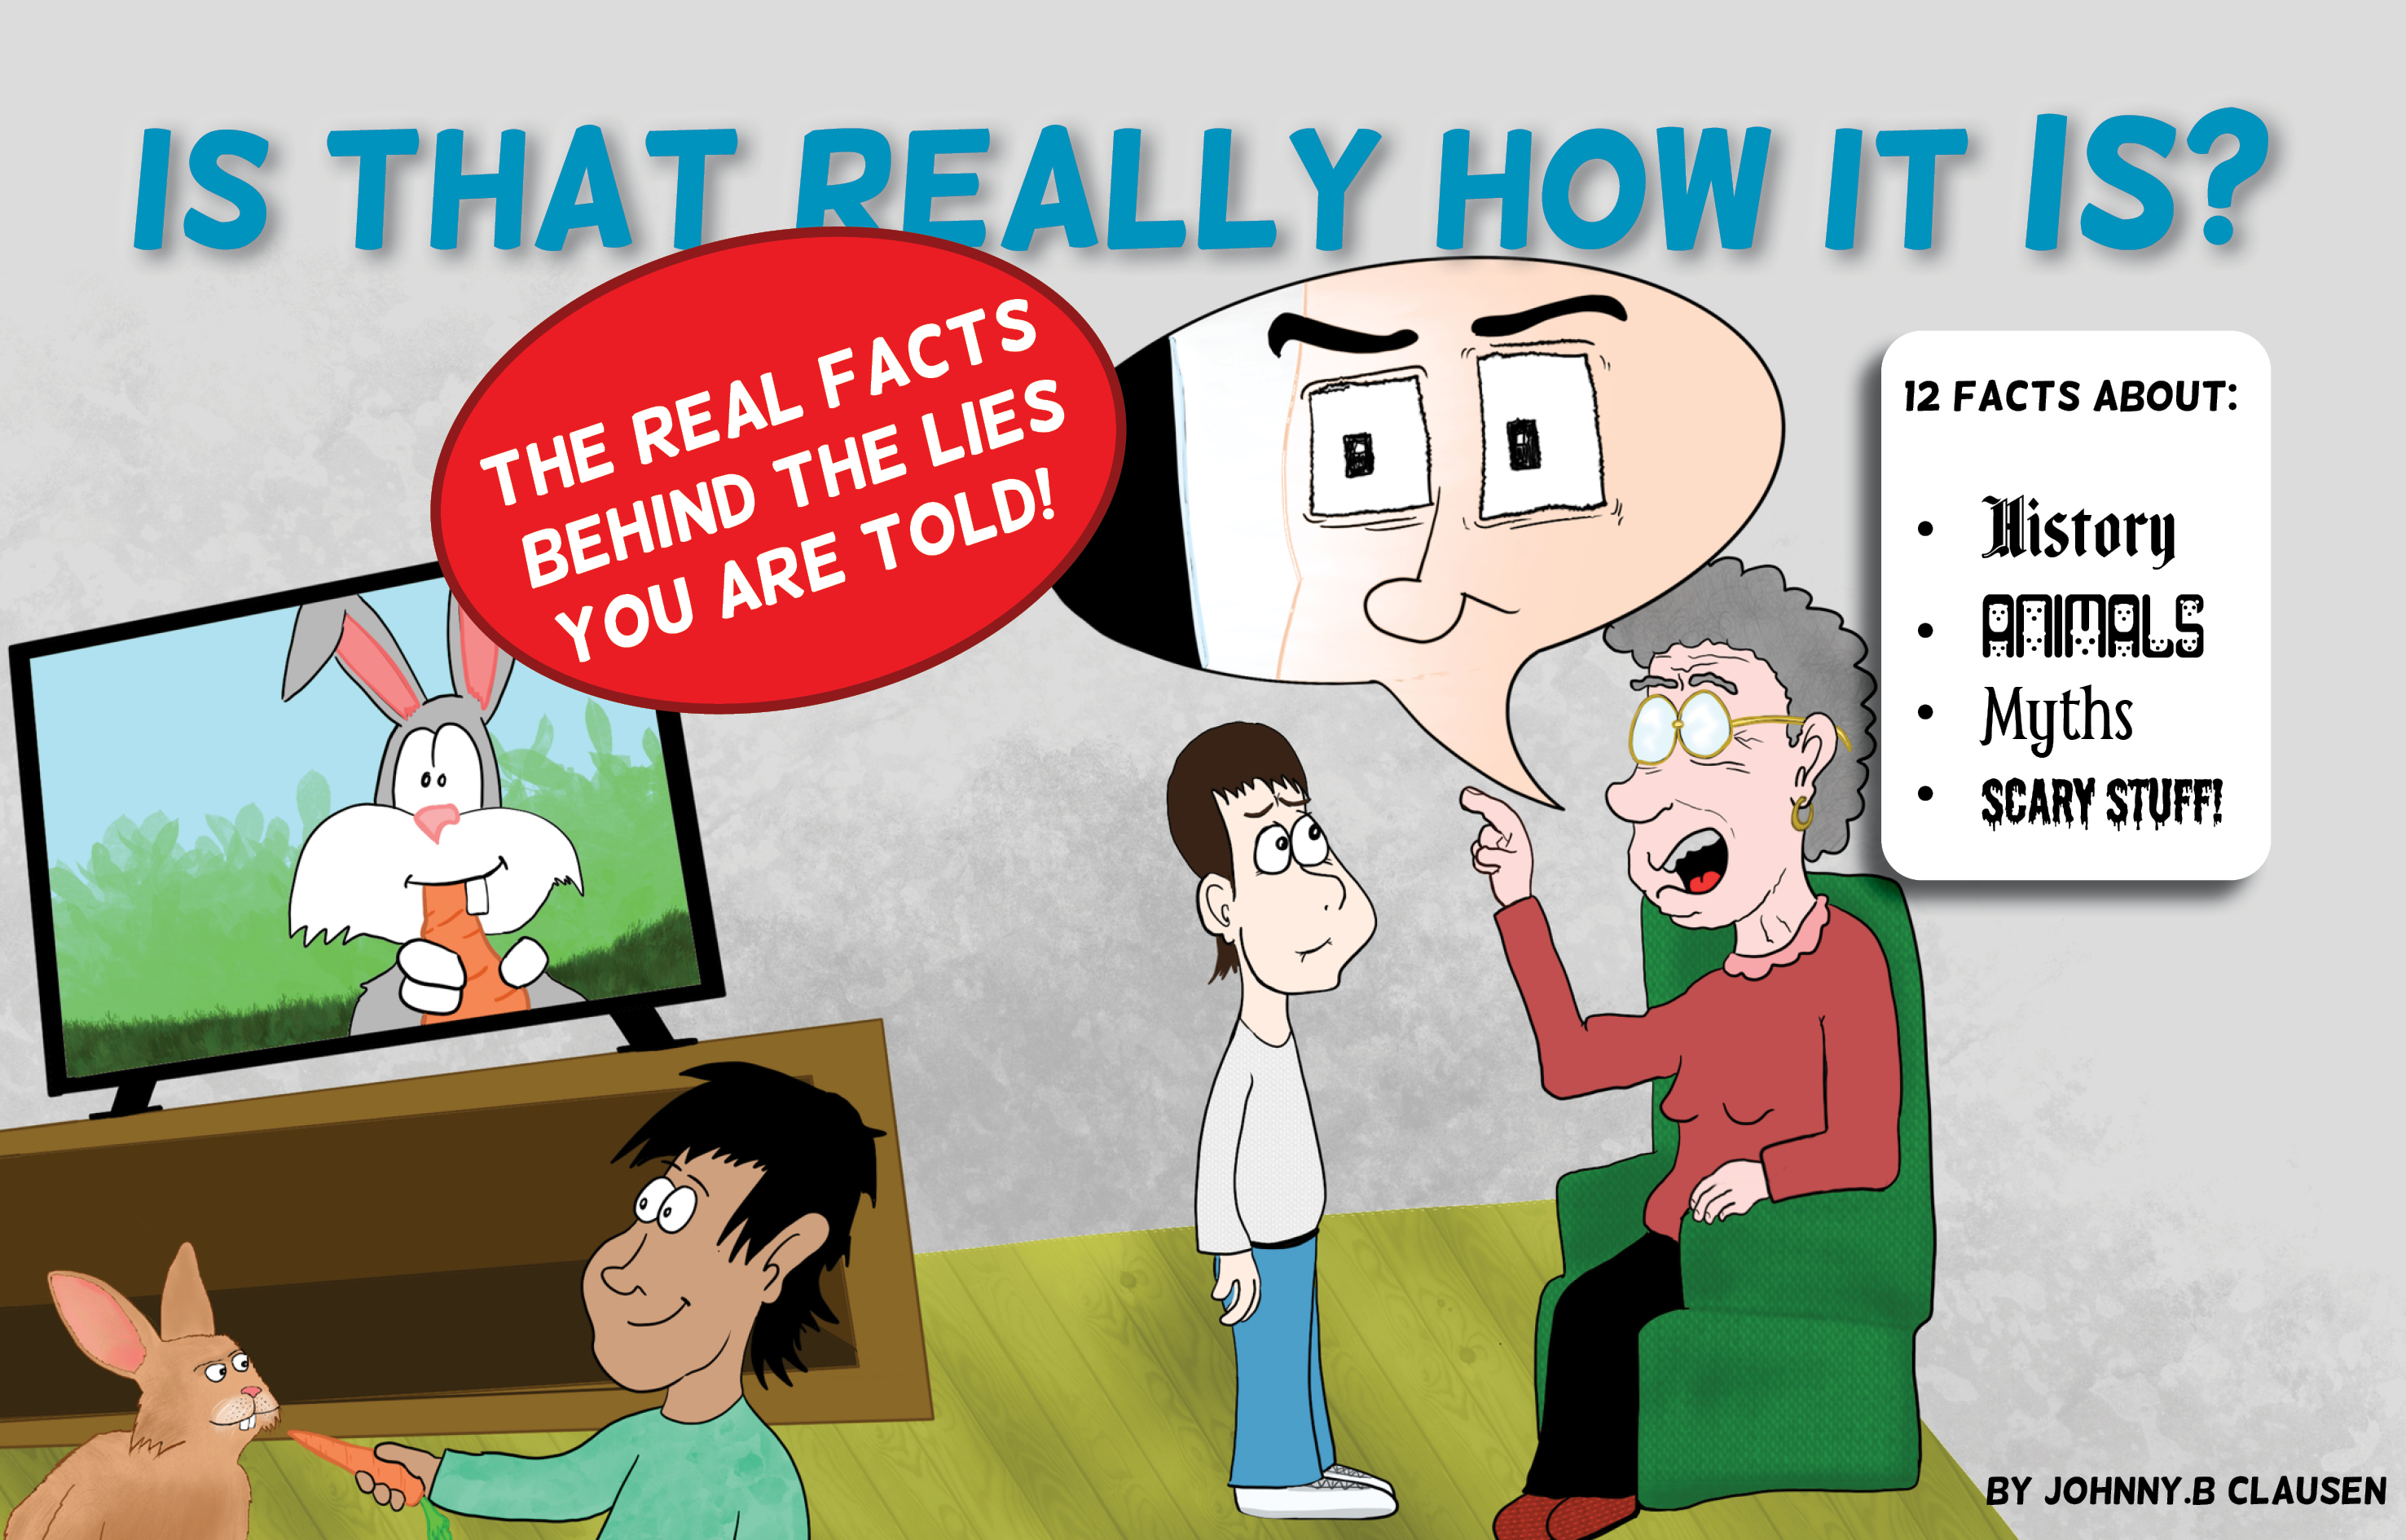 IS THAT REALLY HOW IT IS?
THE REAL FACTS
BEHIND THE LIES
YOU ARE TOLD!
12 FACTS ABOUT:
• History
• ANIMALS
• Myths
• SCARY STUFF!
BY JOHNNY.B CLAUSEN